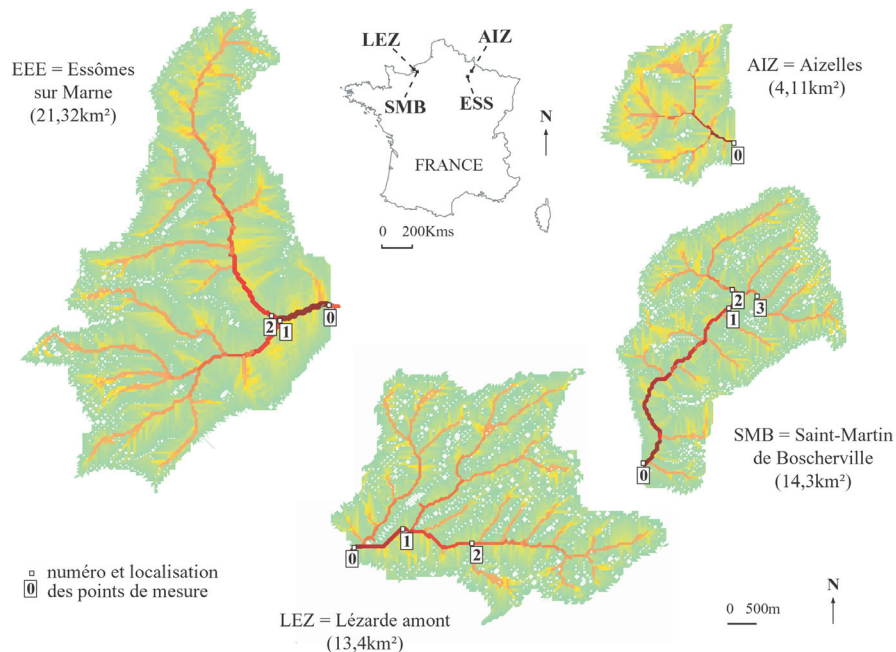 EEE = Essômes
sur Marne
(21,32km²)
LEZ
AIZ
SMB
ESS
N
FRANCE
0 200Kms
AIZ = Aizelles
(4,11km²)
0
2
1
0
2
1
3
0
SMB = Saint-Martin
de Boscherville
(14,3km²)
0
1
2
0 numéro et localisation
des points de mesure
LEZ = Lézarde amont
(13,4km²)
N
0 500m